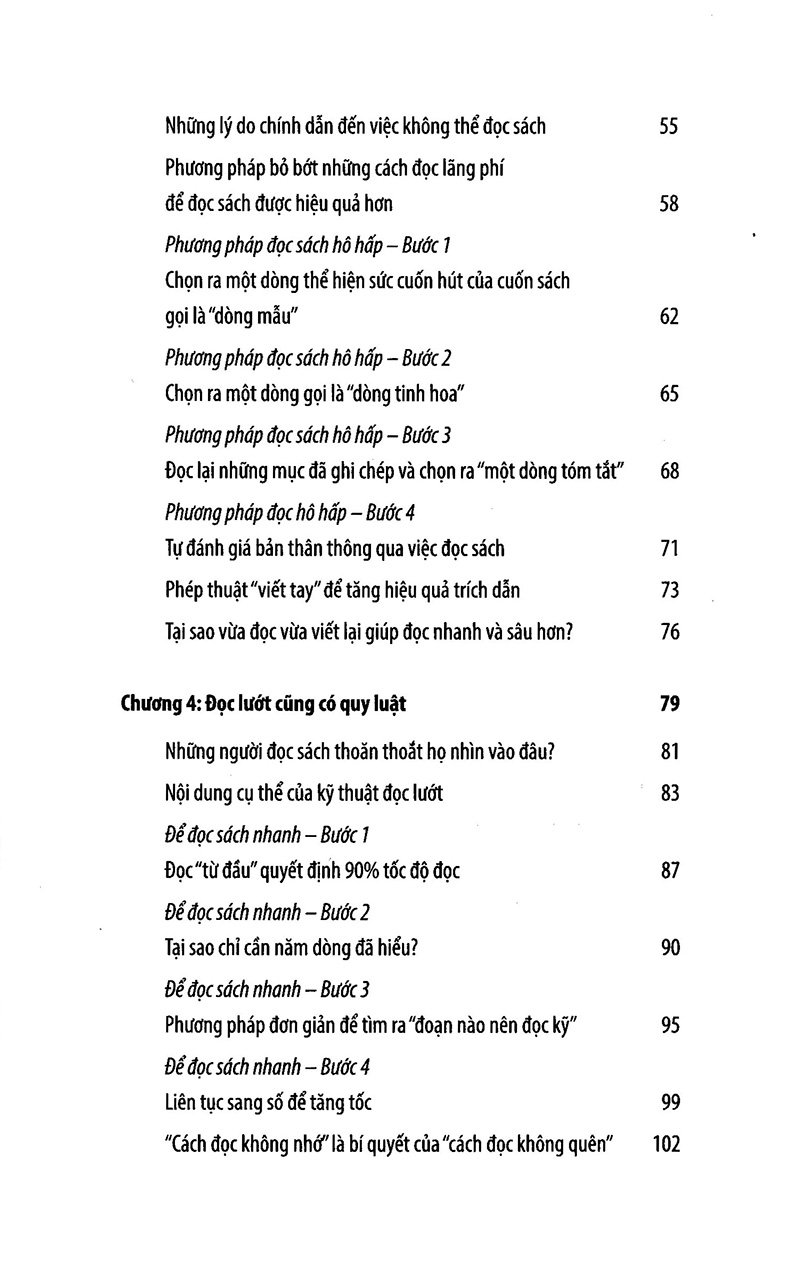 Những lý do chính dẫn đến việc không thể đọc sách 55
Phương pháp bỏ bớt những cách đọc lãng phí
để đọc sách được hiệu quả hơn 58
Phương pháp đọc sách hô hấp – Bước 1
Chọn ra một dòng thể hiện sức cuốn hút của cuốn sách
gọi là “dòng mẫu” 62
Phương pháp đọc sách hô hấp – Bước 2
Chọn ra một dòng gọi là “dòng tinh hoa” 65
Phương pháp đọc sách hô hấp – Bước 3
Đọc lại những mục đã ghi chép và chọn ra “một dòng tóm tắt” 68
Phương pháp đọc hô hấp – Bước 4
Tự đánh giá bản thân thông qua việc đọc sách 71
Phép thuật “viết tay” để tăng hiệu quả trích dẫn 73
Tại sao vừa đọc vừa viết lại giúp đọc nhanh và sâu hơn? 76
Chương 4: Đọc lướt cũng có quy luật 79
Những người đọc sách thoăn thoắt họ nhìn vào đâu? 81
Nội dung cụ thể của kỹ thuật đọc lướt 83
Để đọc sách nhanh – Bước 1
Đọc “từ đầu” quyết định 90% tốc độ đọc 87
Để đọc sách nhanh – Bước 2
Tại sao chỉ cần năm dòng đã hiểu? 90
Để đọc sách nhanh – Bước 3
Phương pháp đơn giản để tìm ra “đoạn nào nên đọc kỹ” 95
Để đọc sách nhanh – Bước 4
Liên tục sang số để tăng tốc 99
“Cách đọc không nhớ” là bí quyết của “cách đọc không quên” 102